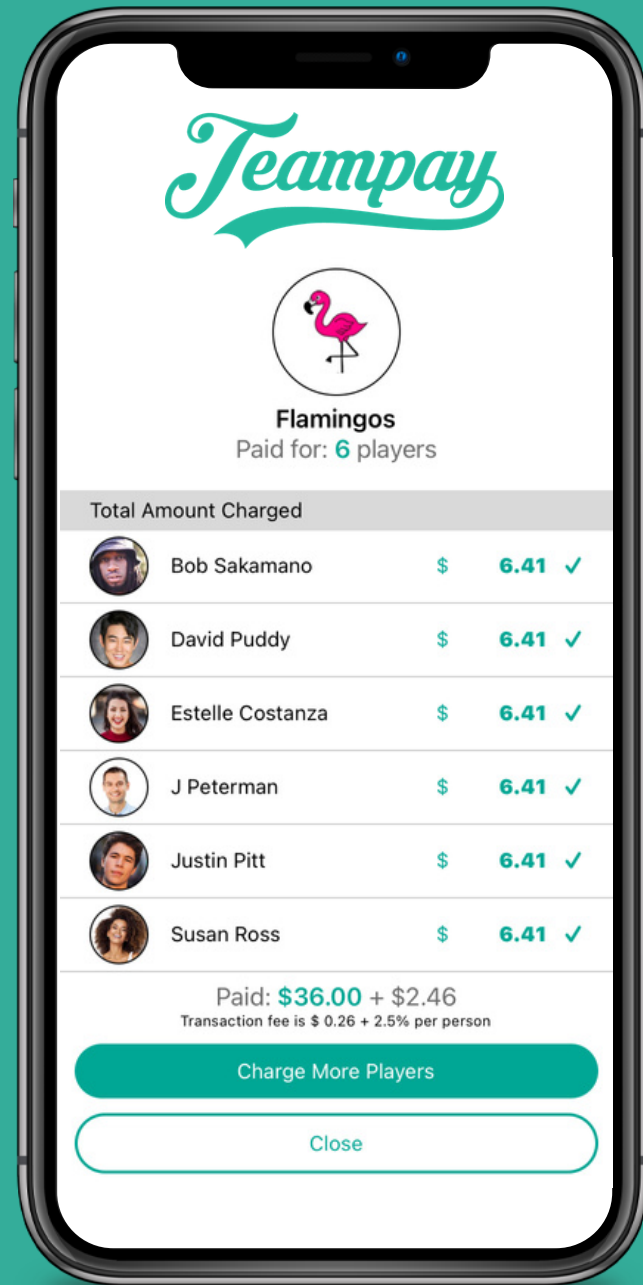 Teampay
Flamingos
Paid for: 6 players
Total Amount Charged
Bob Sakamano $ 6.41 ✓
David Puddy $ 6.41 ✓
Estelle Costanza $ 6.41 ✓
J Peterman $ 6.41 ✓
Justin Pitt $ 6.41 ✓
Susan Ross $ 6.41 ✓
Paid: $36.00 + $2.46
Transaction fee is $ 0.26 + 2.5% per person
Charge More Players
Close